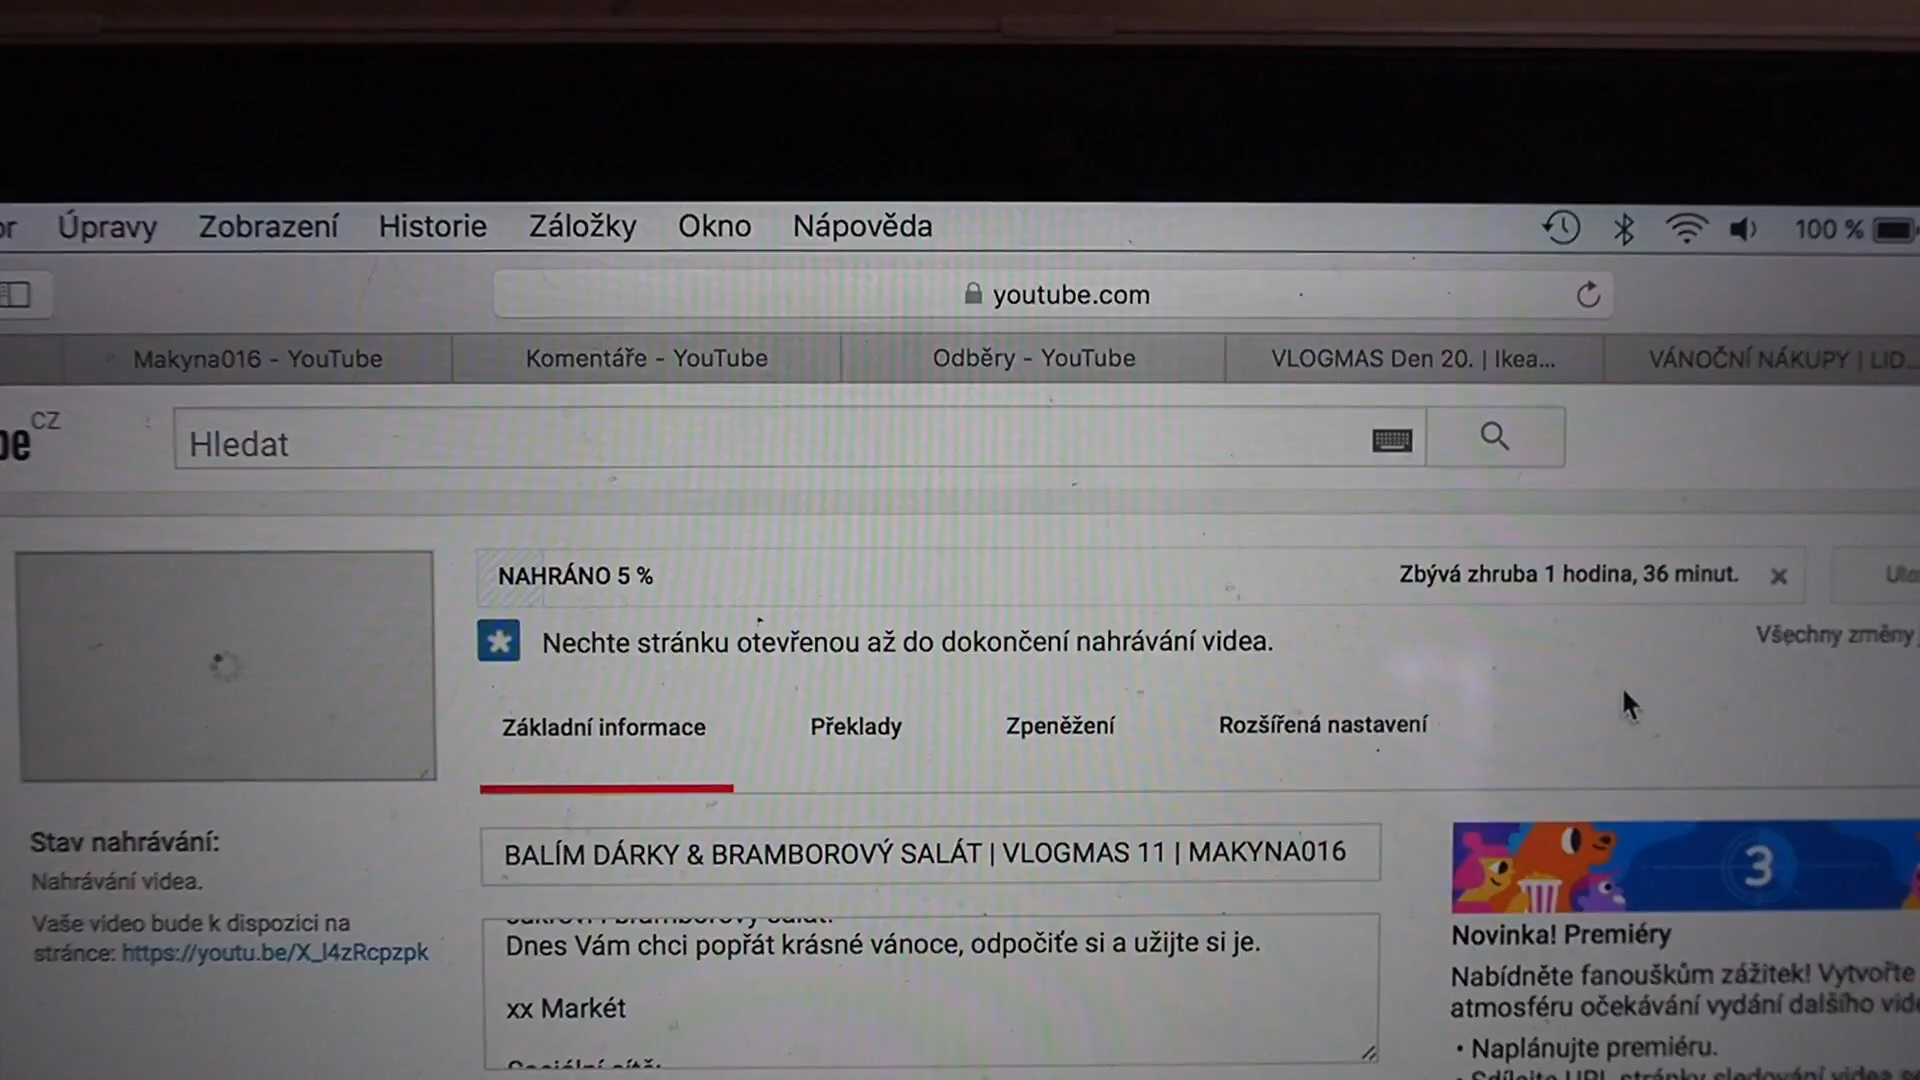 Úpravy Zobrazení Historie Záložky Okno Nápověda 100 %
youtube.com
Makyna016 - YouTube Komentáře - YouTube Odběry - YouTube VLOGMAS Den 20. | Ikea... VÁNOČNÍ NÁKUPY | LID...
CZ
Hledat
NAHRÁNO 5 % Zbývá zhruba 1 hodina, 36 minut.
Nechte stránku otevřenou až do dokončení nahrávání videa. Všechny změny
Základní informace Překlady Zpeněžení Rozšířená nastavení
Stav nahrávání:
Nahrávání videa.
Vaše video bude k dispozici na
stránce: https://youtu.be/X_l4zRcpzpk
BALÍM DÁRKY & BRAMBOROVÝ SALÁT | VLOGMAS 11 | MAKYNA016
Dnes Vám chci popřát krásné vánoce, odpočiťe si a užijte si je.
xx Markét
3
Novinka! Premiéry
Nabídněte fanouškům zážitek! Vytvořte
atmosféru očekávání vydání dalšího
• Naplánujte premiéru.